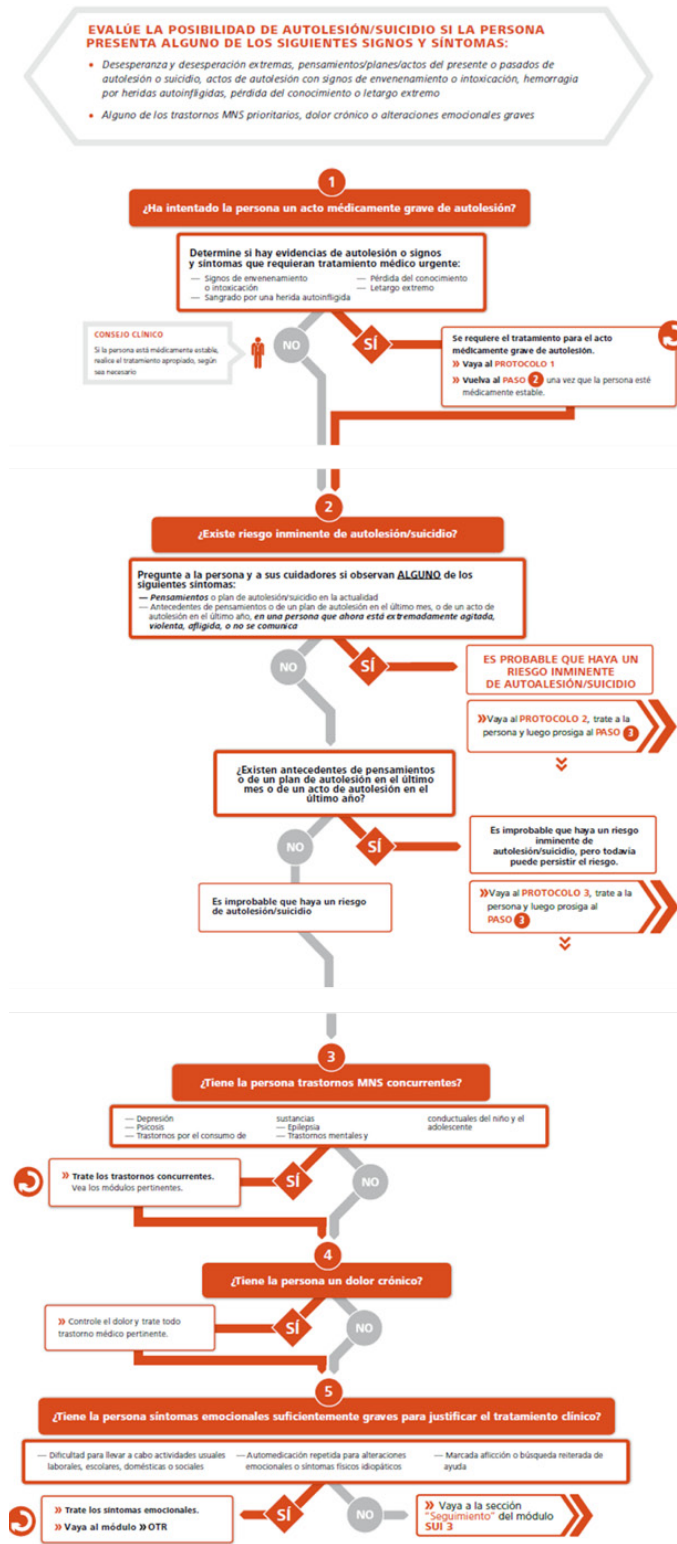 EVALÚE LA POSIBILIDAD DE AUTOLESIÓN/SUICIDIO SI LA PERSONA
PRESENTA ALGUNO DE LOS SIGUIENTES SIGNOS Y SÍNTOMAS:
• Desesperanza y desesperación extremas, pensamientos/planes/actos del presente o pasados de
autolesión o suicidio, actos de autolesión con signos de envenenamiento o intoxicación, hemorragia
por heridas autoinfligidas, pérdida del conocimiento o letargo extremo
• Alguno de los trastornos MNS prioritarios, dolor crónico o alteraciones emocionales graves
1
¿Ha intentado la persona un acto médicamente grave de autolesión?
Determine si hay evidencias de autolesión o signos
y síntomas que requieran tratamiento médico urgente:
— Signos de envenenamiento
o intoxicación
— Sangrado por una herida autoinfligida
— Pérdida del conocimiento
— Letargo extremo
CONSEJO CLÍNICO
Si la persona está médicamente estable,
realice el tratamiento apropiado, según
sea necesario
NO
SÍ
Se requiere el tratamiento para el acto
médicamente grave de autolesión.
» Vaya al PROTOCOLO 1
» Vuelva al PASO 2 una vez que la persona esté
médicamente estable.
2
¿Existe riesgo inminente de autolesión/suicidio?
Pregunte a la persona y a sus cuidadores si observan ALGUNO de los
siguientes síntomas:
— Pensamientos o plan de autolesión/suicidio en la actualidad
— Antecedentes de pensamientos o de un plan de autolesión en el último mes, o de un acto de
autolesión en el último año, en una persona que ahora está extremadamente agitada,
violenta, afligida, o no se comunica
NO
SÍ
ES PROBABLE QUE HAYA UN
RIESGO INMINENTE
DE AUTOALESIÓN/SUICIDIO
»Vaya al PROTOCOLO 2, trate a la
persona y luego prosiga al PASO 3
¿Existen antecedentes de pensamientos
o de un plan de autolesión en el último
mes o de un acto de autolesión en el
último año?
NO
SÍ
Es improbable que haya un riesgo
inminente de
autolesión/suicidio, pero todavía
puede persistir el riesgo.
»Vaya al PROTOCOLO 3, trate a la
persona y luego prosiga al
PASO 3
Es improbable que haya un riesgo
de autolesión/suicidio
3
¿Tiene la persona trastornos MNS concurrentes?
— Depresión
— Psicosis
— Trastornos por el consumo de
sustancias
— Epilepsia
— Trastornos mentales y
conductuales del niño y el
adolescente
» Trate los trastornos concurrentes.
Vea los módulos pertinentes.
SÍ
NO
4
¿Tiene la persona un dolor crónico?
» Controle el dolor y trate todo
trastorno médico pertinente.
SÍ
NO
5
¿Tiene la persona síntomas emocionales suficientemente graves para justificar el tratamiento clínico?
— Dificultad para llevar a cabo actividades usuales
laborales, escolares, domésticas o sociales
— Automedicación repetida para alteraciones
emocionales o síntomas físicos idiopáticos
— Marcada aflicción o búsqueda reiterada de
ayuda
» Trate los síntomas emocionales.
» Vaya al módulo » OTR
SÍ
NO
» Vaya a la sección
"Seguimiento" del módulo
SUI 3